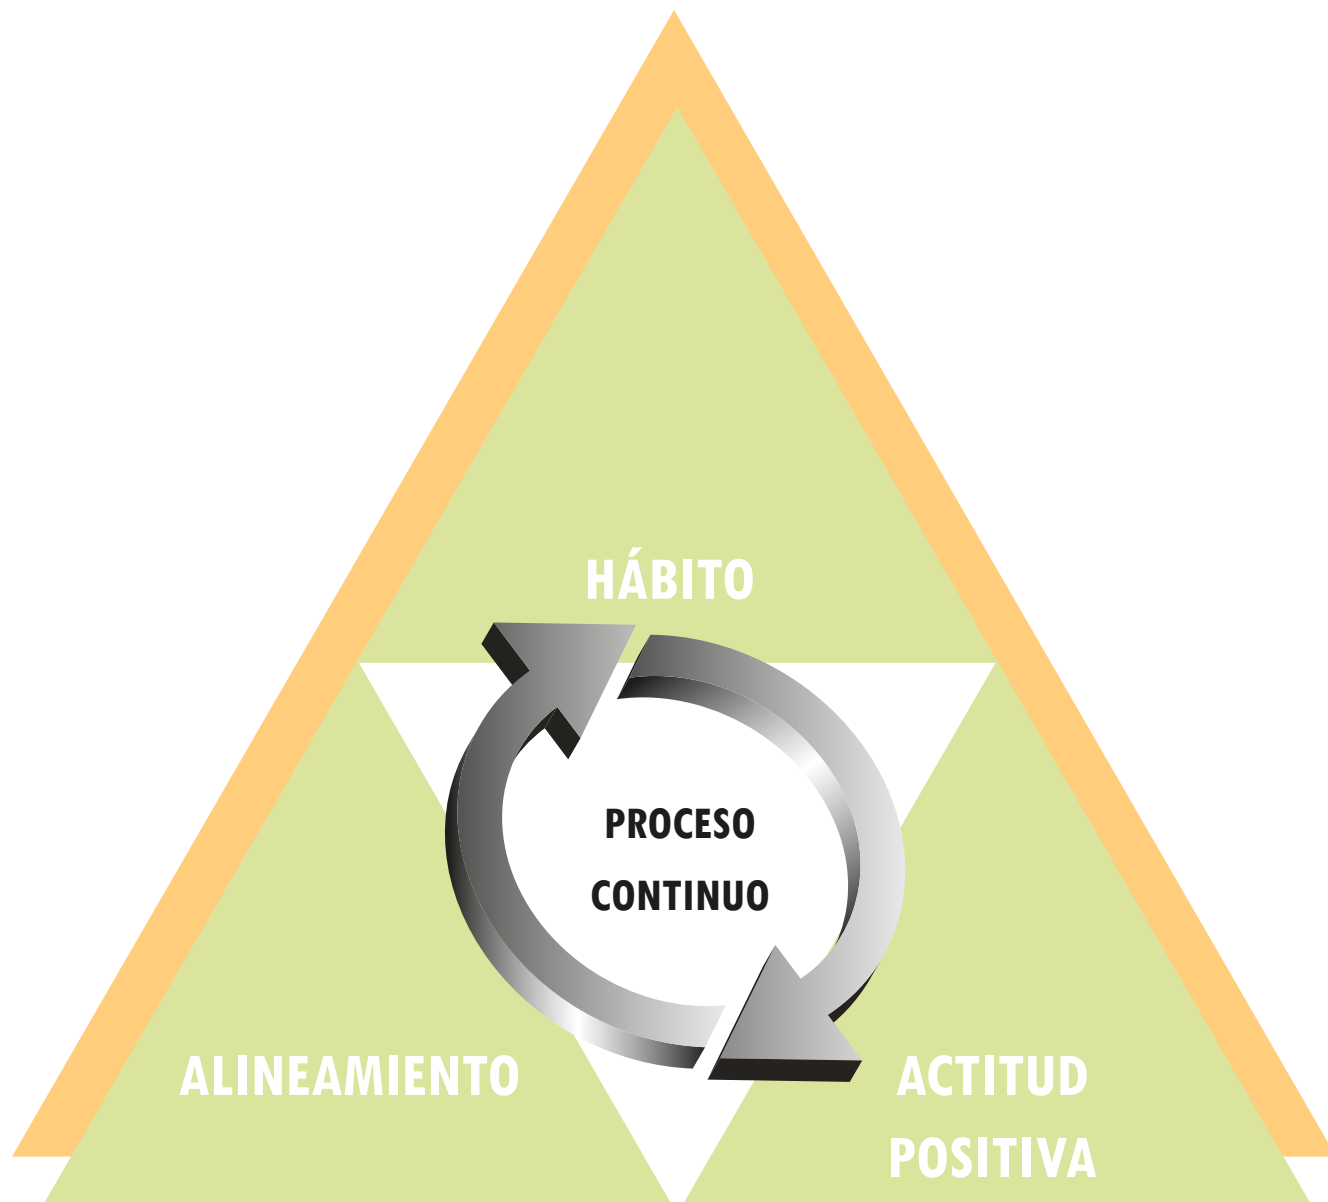 HÁBITO
PROCESO
CONTINUO
ALINEAMIENTO
ACTITUD
POSITIVA